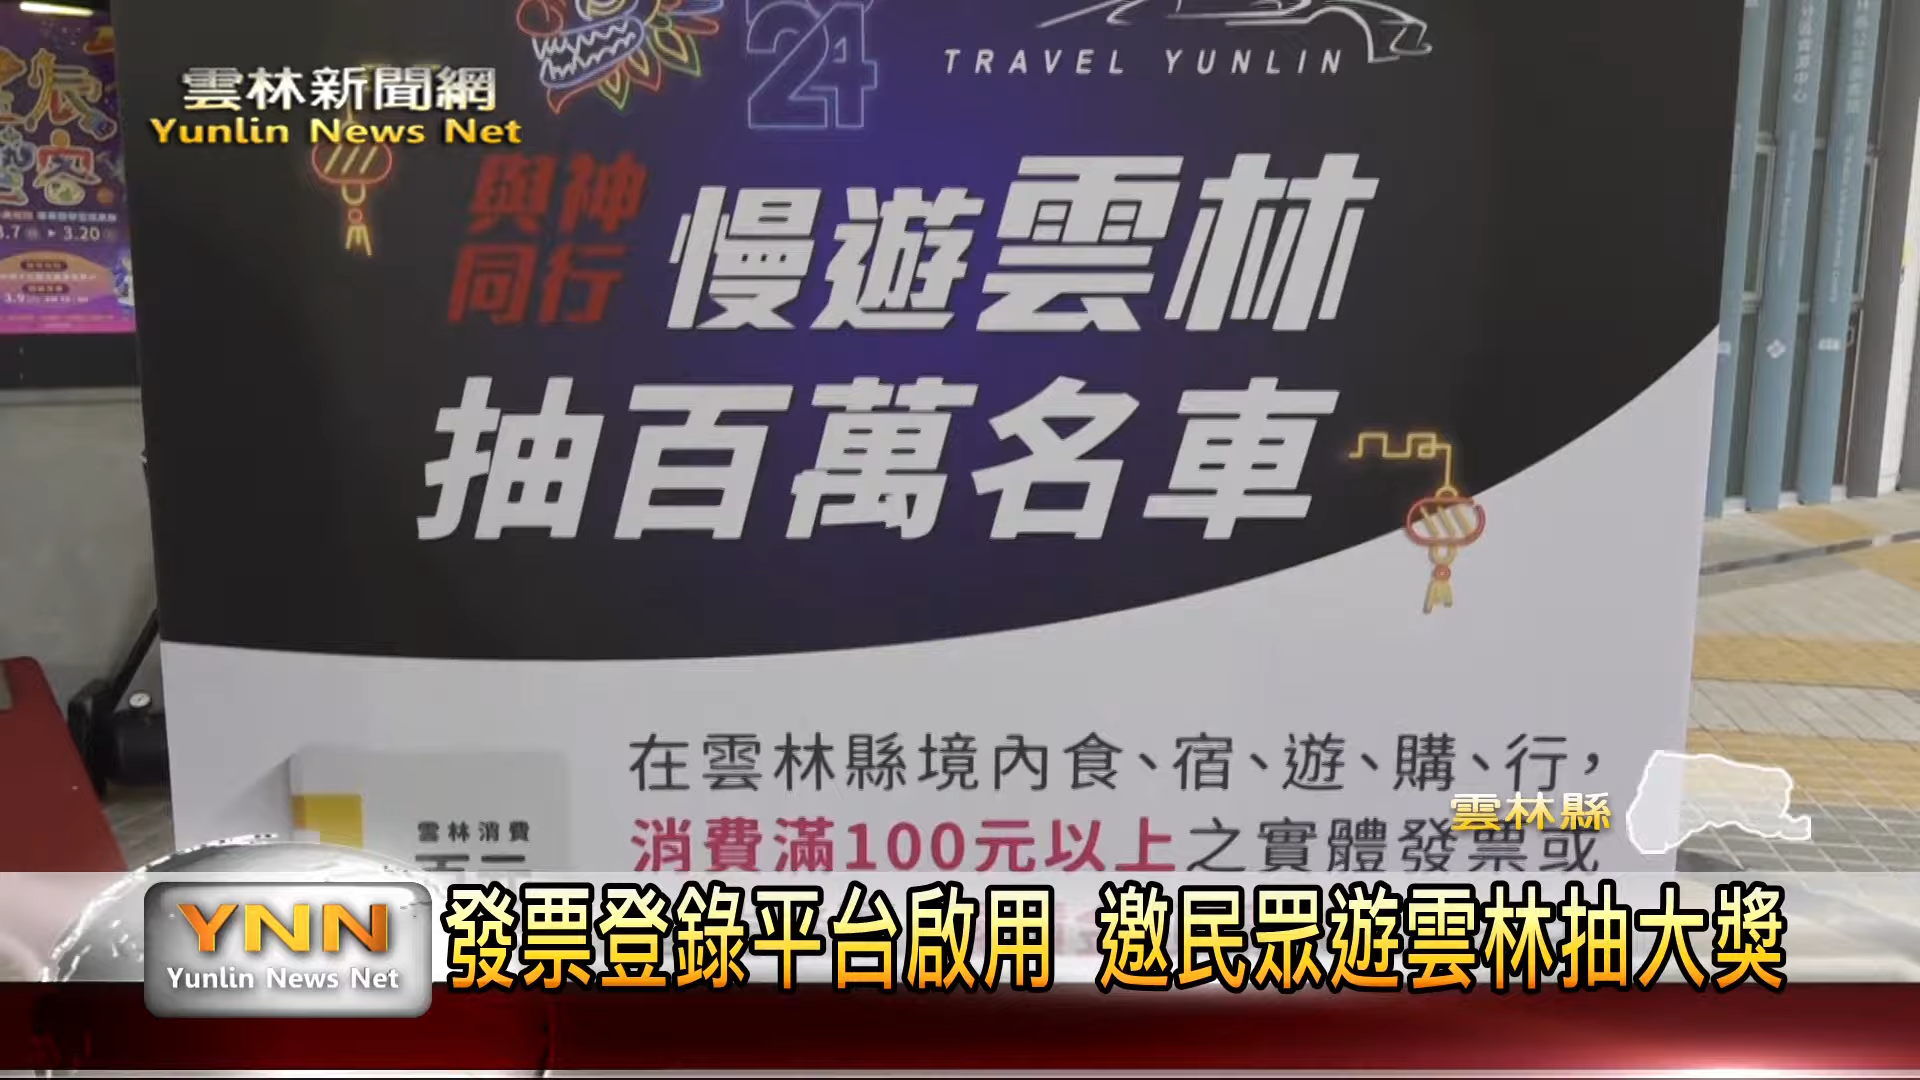 雲林新聞網
Yunlin News Net
24
TRAVEL YUNLIN
與神
同行
慢遊雲林
抽百萬名車
3.20
在雲林縣境內食、宿、遊、購、行，
消費滿100元以上之實體發票或
雲林消費
雲林縣
YNN
Yunlin News Net
發票登錄平台啟用 邀民眾遊雲林抽大獎